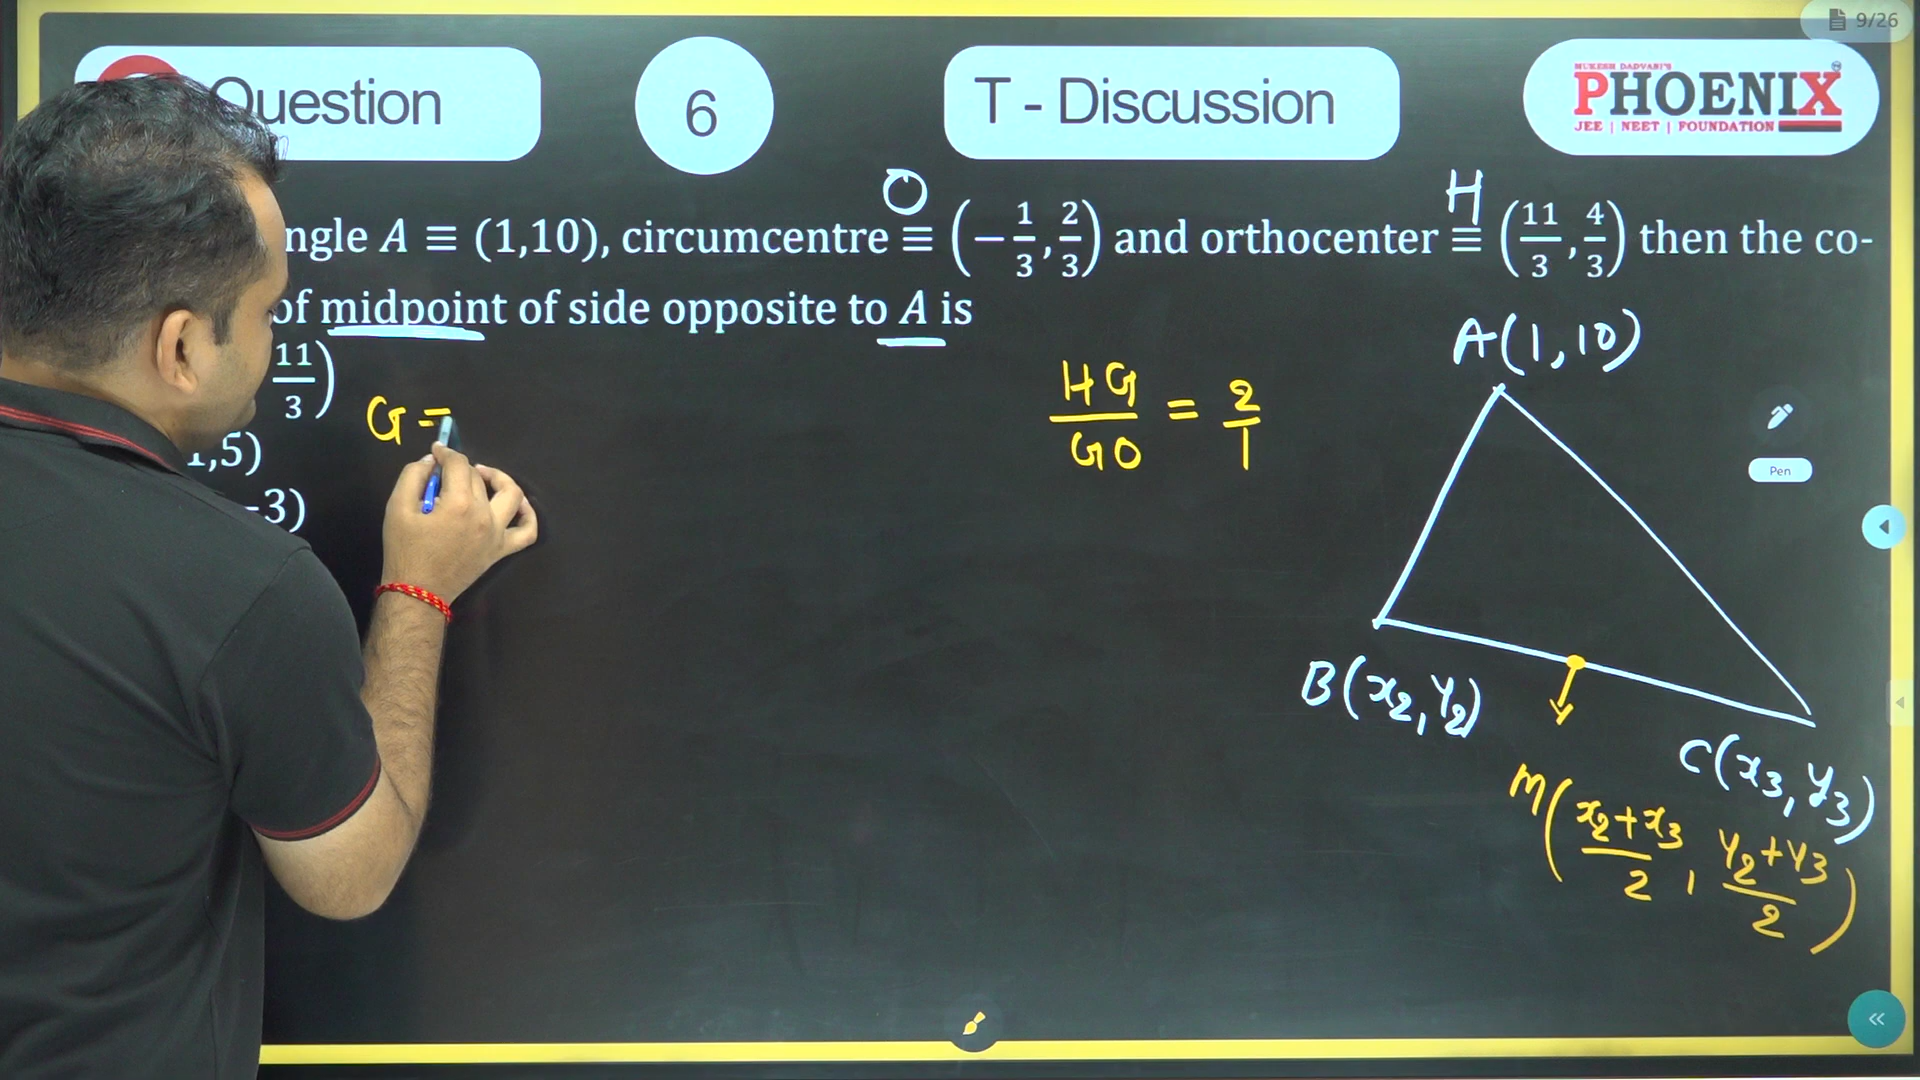 9/26
Question
6
T - Discussion
MUKESH DADVANI'S
PHOENIX
JEE | NEET | FOUNDATION
O
H
ngle A ≡ (1,10), circumcentre ≡ (−1/3, 2/3) and orthocenter ≡ (11/3, 4/3) then the co-
of midpoint of side opposite to A is
11/3)
1,5)
-3)
G =
HG/GO = 2/1
A(1,10)
Pen
B(x₂, y₂)
C(x₃, y₃)
M(x₂+x₃/2, y₂+y₃/2)